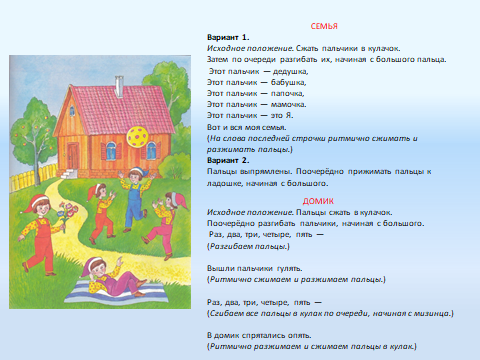 СЕМЬЯ
Вариант 1.
Исходное положение. Сжать пальчики в кулачок.
Затем по очереди разгибать их, начиная с большого пальца.
Этот пальчик — дедушка,
Этот пальчик — бабушка,
Этот пальчик — папочка,
Этот пальчик — мамочка.
Этот пальчик — это Я.
Вот и вся моя семья.
(На слова последней строчки ритмично сжимать и
разжимать пальцы.)
Вариант 2.
Пальцы выпрямлены. Поочерёдно прижимать пальцы к
ладошке, начиная с большого.
ДОМИК
Исходное положение. Пальцы сжать в кулачок.
Поочерёдно разгибать пальчики, начиная с большого.
Раз, два, три, четыре, пять —
(Разгибаем пальцы.)
Вышли пальчики гулять.
(Ритмично сжимаем и разжимаем пальцы.)
Раз, два, три, четыре, пять —
(Сгибаем все пальцы в кулак по очереди, начиная с мизинца.)
В домик спрятались опять.
(Ритмично разжимаем и сжимаем пальцы в кулак.)